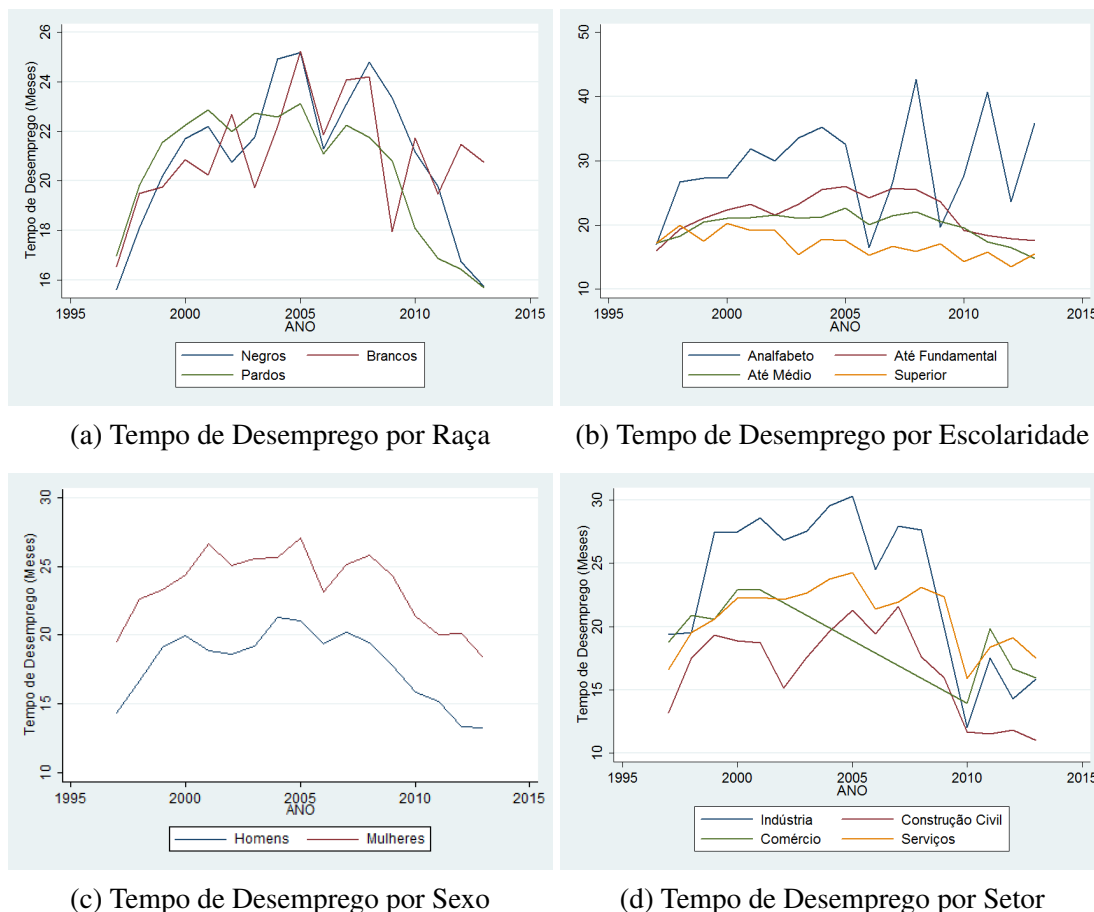 Tempo de Desemprego (Meses)
26
24
22
20
18
16
1995 2000 2005 2010 2015
ANO
Negros Brancos
Pardos
(a) Tempo de Desemprego por Raça
50
40
30
20
10
1995 2000 2005 2010 2015
ANO
Analfabeto Até Fundamental
Até Médio Superior
(b) Tempo de Desemprego por Escolaridade
Tempo de Desemprego (Meses)
30
25
20
15
10
1995 2000 2005 2010 2015
ANO
Homens Mulheres
(c) Tempo de Desemprego por Sexo
Tempo de Desemprego (Meses)
30
25
20
15
10
1995 2000 2005 2010 2015
ANO
Indústria Construção Civil
Comércio Serviços
(d) Tempo de Desemprego por Setor